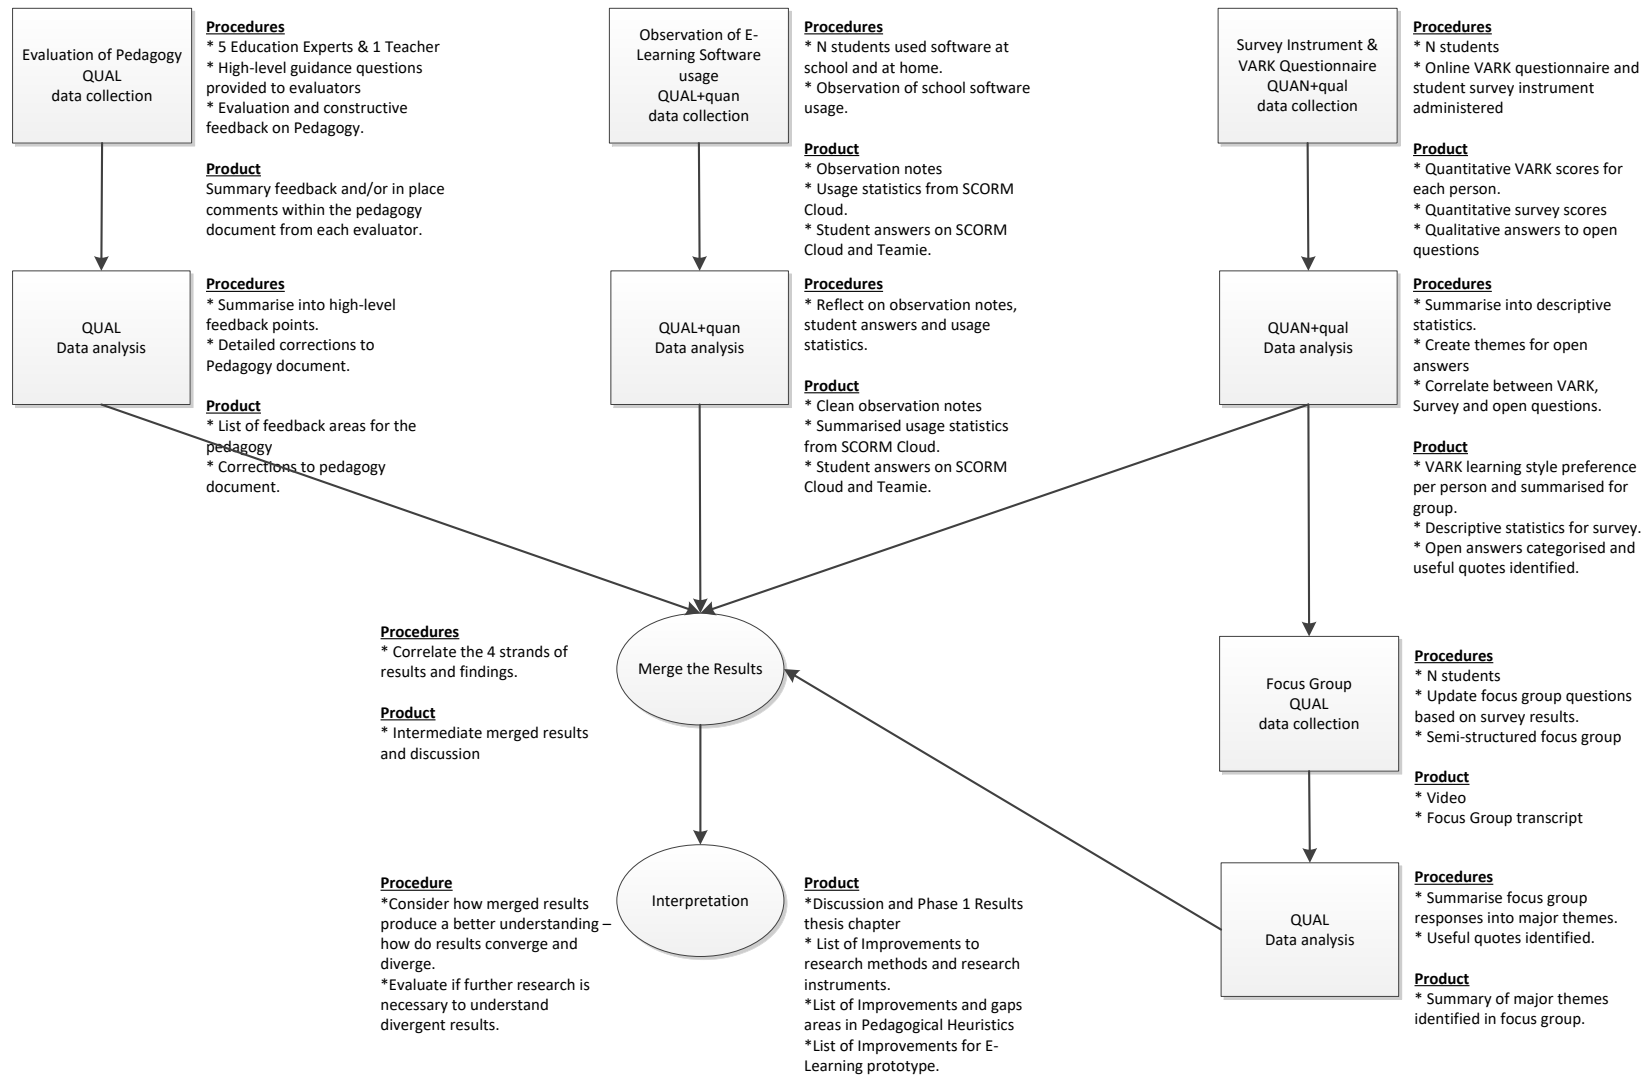 Evaluation of Pedagogy
QUAL
data collection
Procedures
* 5 Education Experts & 1 Teacher
* High-level guidance questions
provided to evaluators
* Evaluation and constructive
feedback on Pedagogy.
Product
Summary feedback and/or in place
comments within the pedagogy
document from each evaluator.
Observation of E-
Learning Software
usage
QUAL+quan
data collection
Procedures
* N students used software at
school and at home.
* Observation of school software
usage.
Product
* Observation notes
* Usage statistics from SCORM
Cloud.
* Student answers on SCORM
Cloud and Teamie.
Survey Instrument &
VARK Questionnaire
QUAN+qual
data collection
Procedures
* N students
* Online VARK questionnaire and
student survey instrument
administered
Product
* Quantitative VARK scores for
each person.
* Quantitative survey scores
* Qualitative answers to open
questions
QUAL
Data analysis
Procedures
* Summarise into high-level
feedback points.
* Detailed corrections to
Pedagogy document.
Product
* List of feedback areas for the
pedagogy
* Corrections to pedagogy
document.
QUAL+quan
Data analysis
Procedures
* Reflect on observation notes,
student answers and usage
statistics.
Product
* Clean observation notes
* Summarised usage statistics
from SCORM Cloud.
* Student answers on SCORM
Cloud and Teamie.
QUAN+qual
Data analysis
Procedures
* Summarise into descriptive
statistics.
* Create themes for open
answers
* Correlate between VARK,
Survey and open questions.
Product
* VARK learning style preference
per person and summarised for
group.
* Descriptive statistics for survey.
* Open answers categorised and
useful quotes identified.
Procedures
* Correlate the 4 strands of
results and findings.
Product
* Intermediate merged results
and discussion
Merge the Results
Focus Group
QUAL
data collection
Procedures
* N students
* Update focus group questions
based on survey results.
* Semi-structured focus group
Product
* Video
* Focus Group transcript
Procedure
*Consider how merged results
produce a better understanding –
how do results converge and
diverge.
*Evaluate if further research is
necessary to understand
divergent results.
Interpretation
Product
*Discussion and Phase 1 Results
thesis chapter
* List of Improvements to
research methods and research
instruments.
*List of Improvements and gaps
areas in Pedagogical Heuristics
*List of Improvements for E-
Learning prototype.
QUAL
Data analysis
Procedures
* Summarise focus group
responses into major themes.
* Useful quotes identified.
Product
* Summary of major themes
identified in focus group.